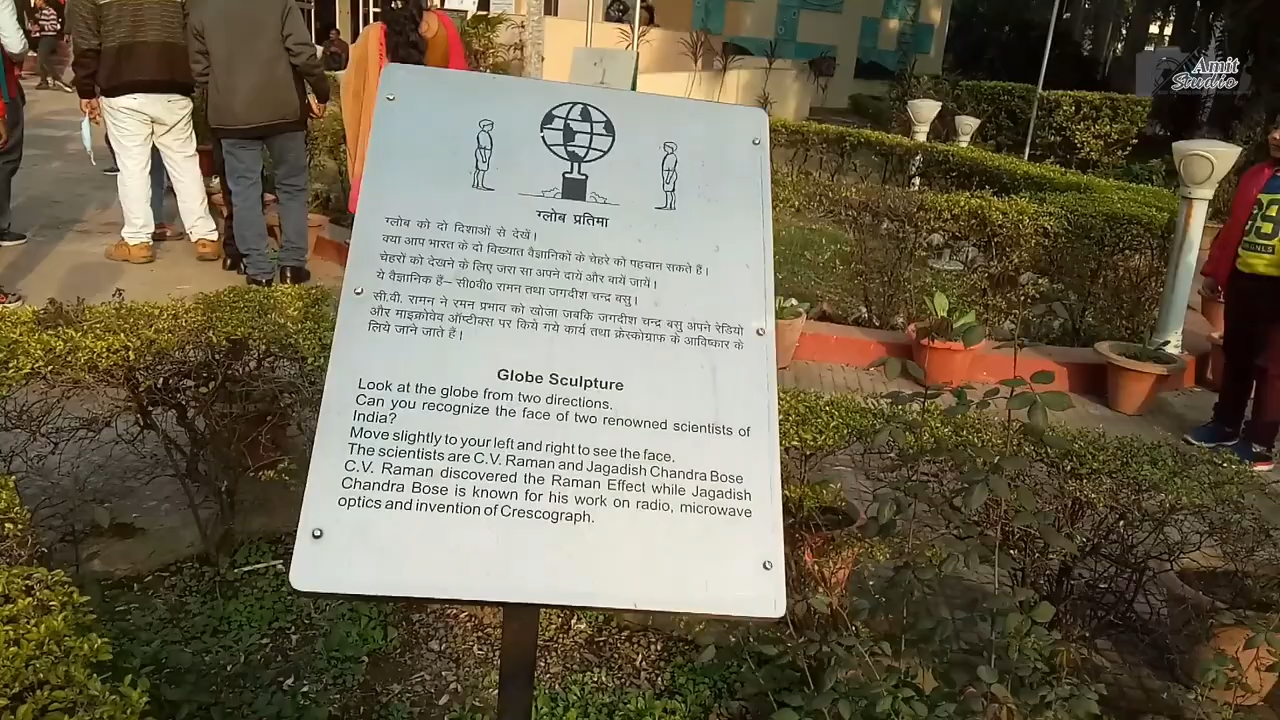 Amit
Studio
ग्लोब प्रतिमा
ग्लोब को दो दिशाओं से देखें।
क्या आप भारत के दो विख्यात वैज्ञानिकों के चेहरे को पहचान सकते हैं।
चेहरों को देखने के लिए जरा सा अपने दायें और बायें जायें।
ये वैज्ञानिक हैं– सी0वी0 रामन तथा जगदीश चन्द्र बसु।
सी.वी. रामन ने रमन प्रभाव को खोजा जबकि जगदीश चन्द्र बसु अपने रेडियो
और माइक्रोवेव ऑप्टीक्स पर किये गये कार्य तथा क्रेस्कोग्राफ के आविष्कार के
लिये जाने जाते हैं।
Globe Sculpture
Look at the globe from two directions.
Can you recognize the face of two renowned scientists of
India?
Move slightly to your left and right to see the face.
The scientists are C.V. Raman and Jagadish Chandra Bose
C.V. Raman discovered the Raman Effect while Jagadish
Chandra Bose is known for his work on radio, microwave
optics and invention of Crescograph.